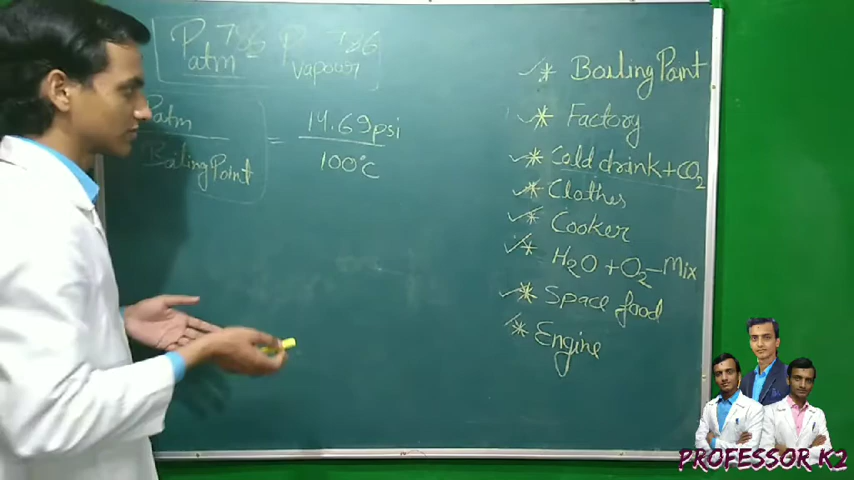 Patm 786 Pvapour 786
Patm = 14.69psi
Boiling Point 100°C
Boiling Point
Factory
Cold drink + CO2
Clothes
Cooker
H2O + O2 - Mix
Space food
Engine
PROFESSOR K2